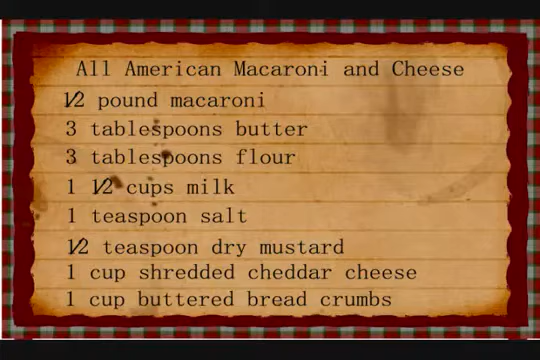 All American Macaroni and Cheese
1/2 pound macaroni
3 tablespoons butter
3 tablespoons flour
1 1/2 cups milk
1 teaspoon salt
1/2 teaspoon dry mustard
1 cup shredded cheddar cheese
1 cup buttered bread crumbs